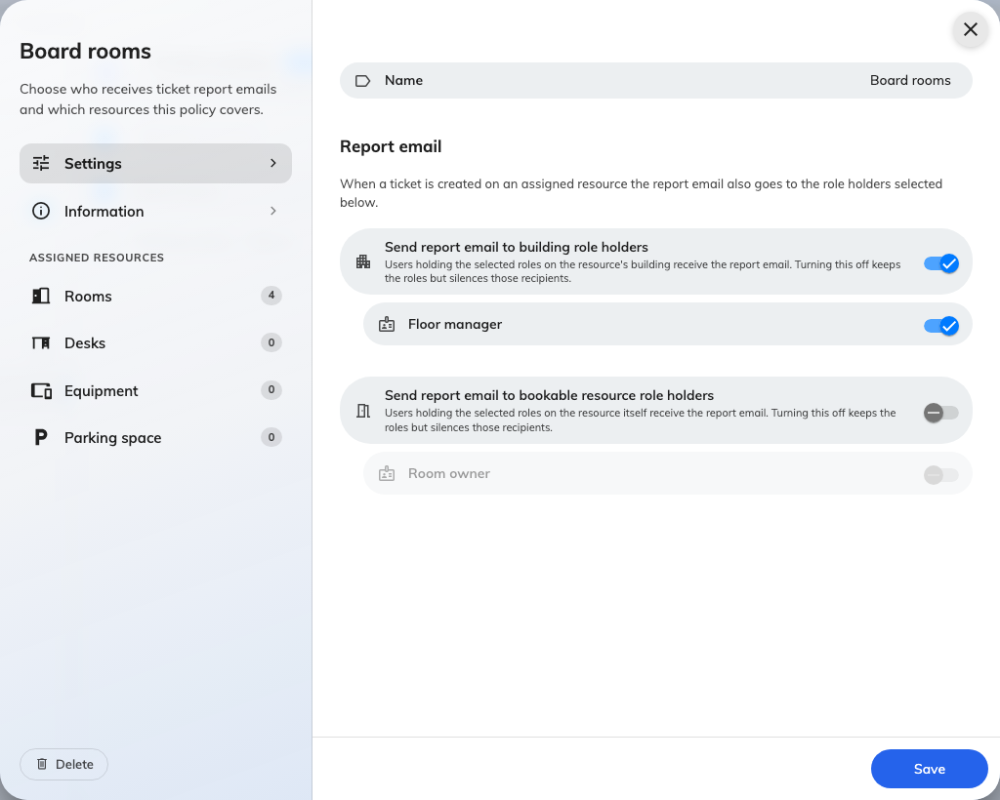 Board rooms
Choose who receives ticket report emails
and which resources this policy covers.
Settings
Information
ASSIGNED RESOURCES
Rooms 4
Desks 0
Equipment 0
Parking space 0
Delete
Name Board rooms
Report email
When a ticket is created on an assigned resource the report email also goes to the role holders selected
below.
Send report email to building role holders
Users holding the selected roles on the resource's building receive the report email. Turning this off keeps
the roles but silences those recipients.
Floor manager
Send report email to bookable resource role holders
Users holding the selected roles on the resource itself receive the report email. Turning this off keeps the
roles but silences those recipients.
Room owner
Save